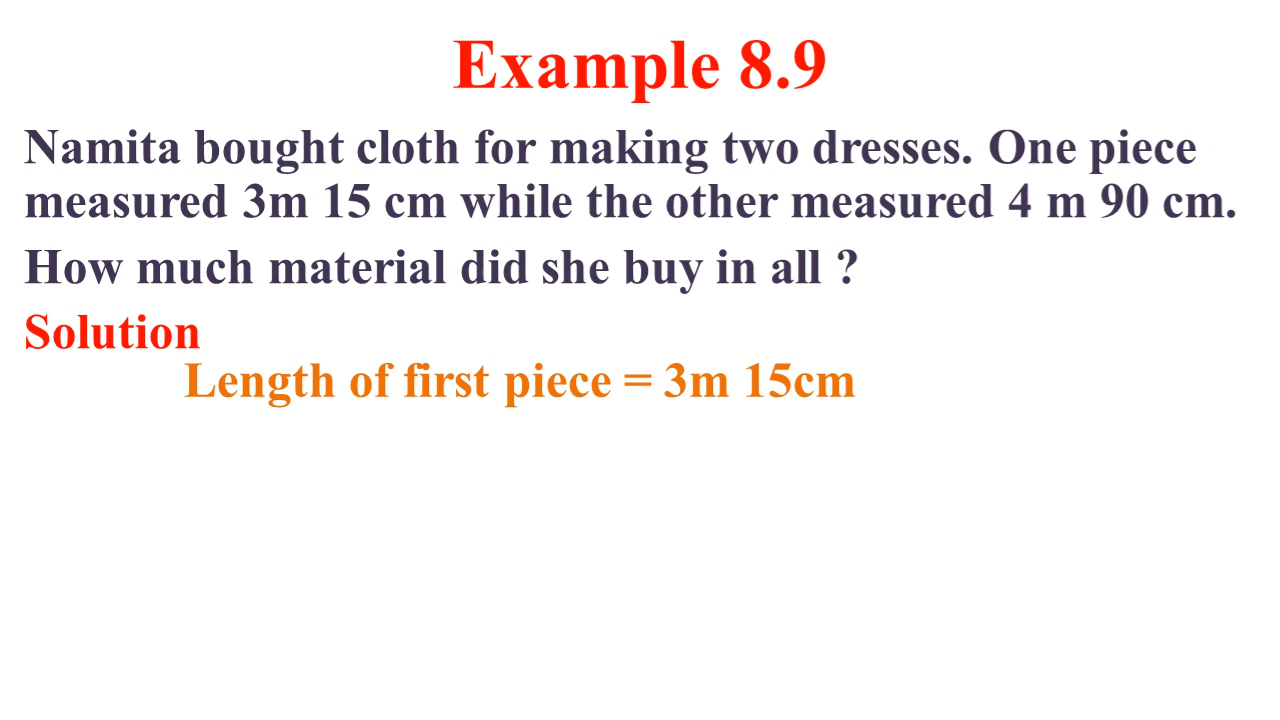 Example 8.9
Namita bought cloth for making two dresses. One piece
measured 3m 15 cm while the other measured 4 m 90 cm.
How much material did she buy in all ?
Solution
Length of first piece = 3m 15cm